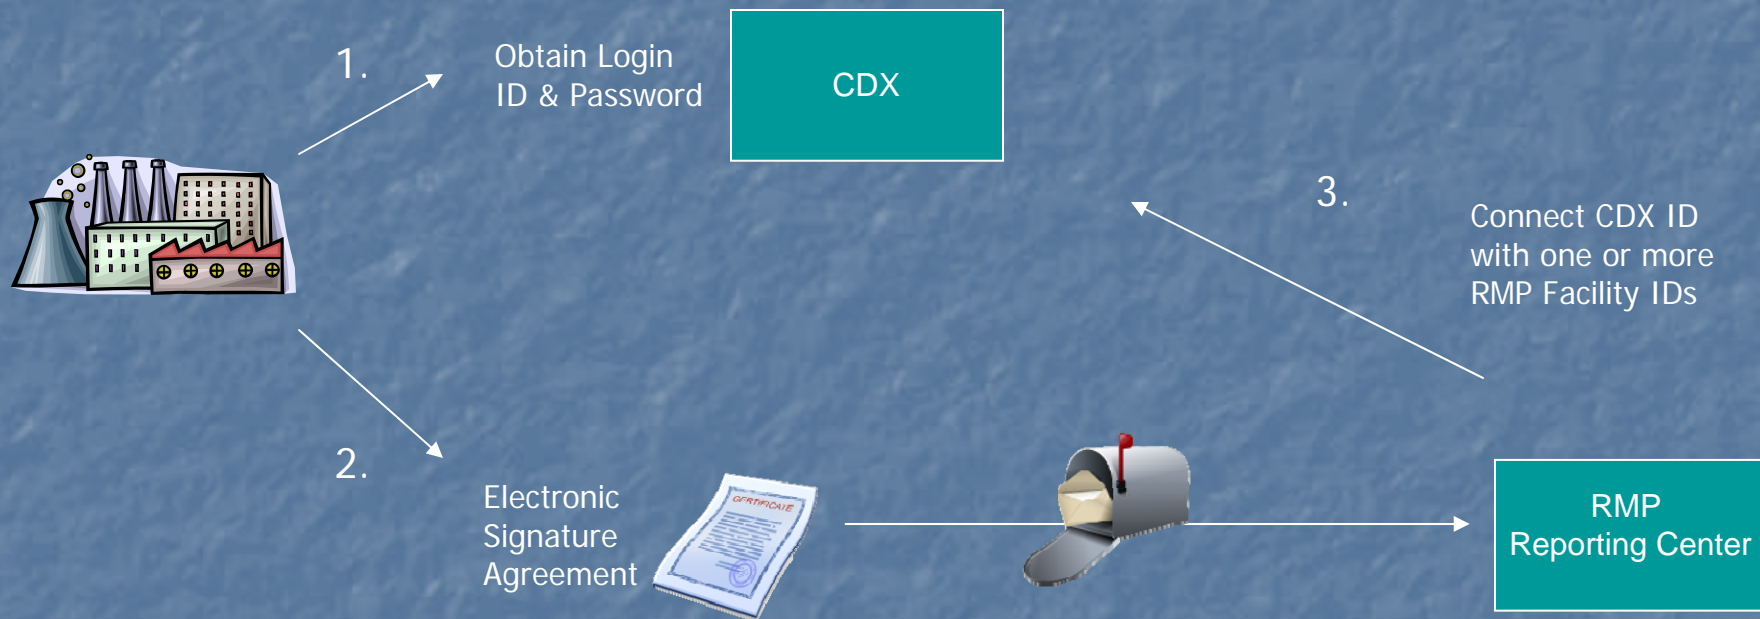 1.
Obtain Login
ID & Password
CDX
3.
Connect CDX ID
with one or more
RMP Facility IDs
2.
Electronic
Signature
Agreement
CERTIFICATE
RMP
Reporting Center